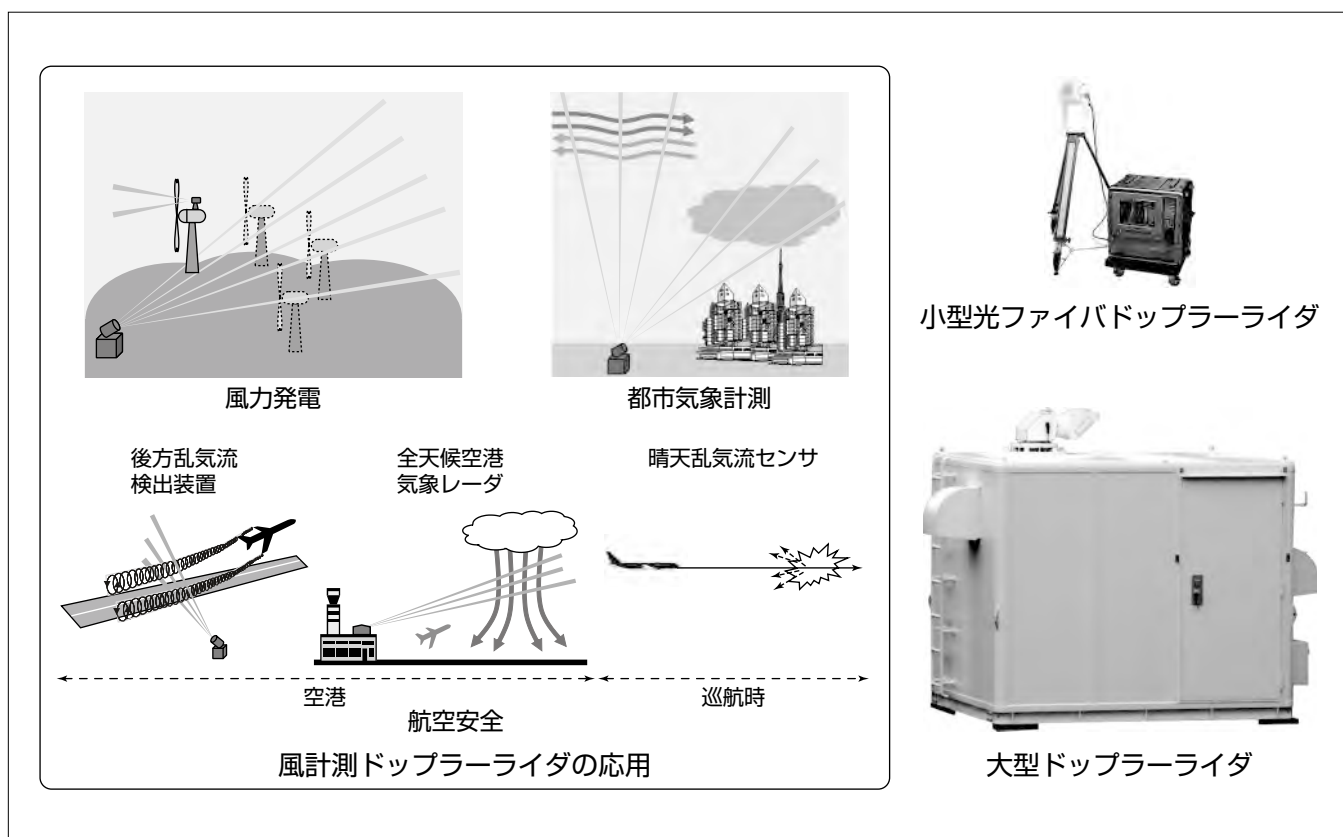 風力発電
都市気象計測
後方乱気流
検出装置
全天候空港
気象レーダ
晴天乱気流センサ
空港
巡航時
航空安全
風計測ドップラーライダの応用
小型光ファイバドップラーライダ
大型ドップラーライダ